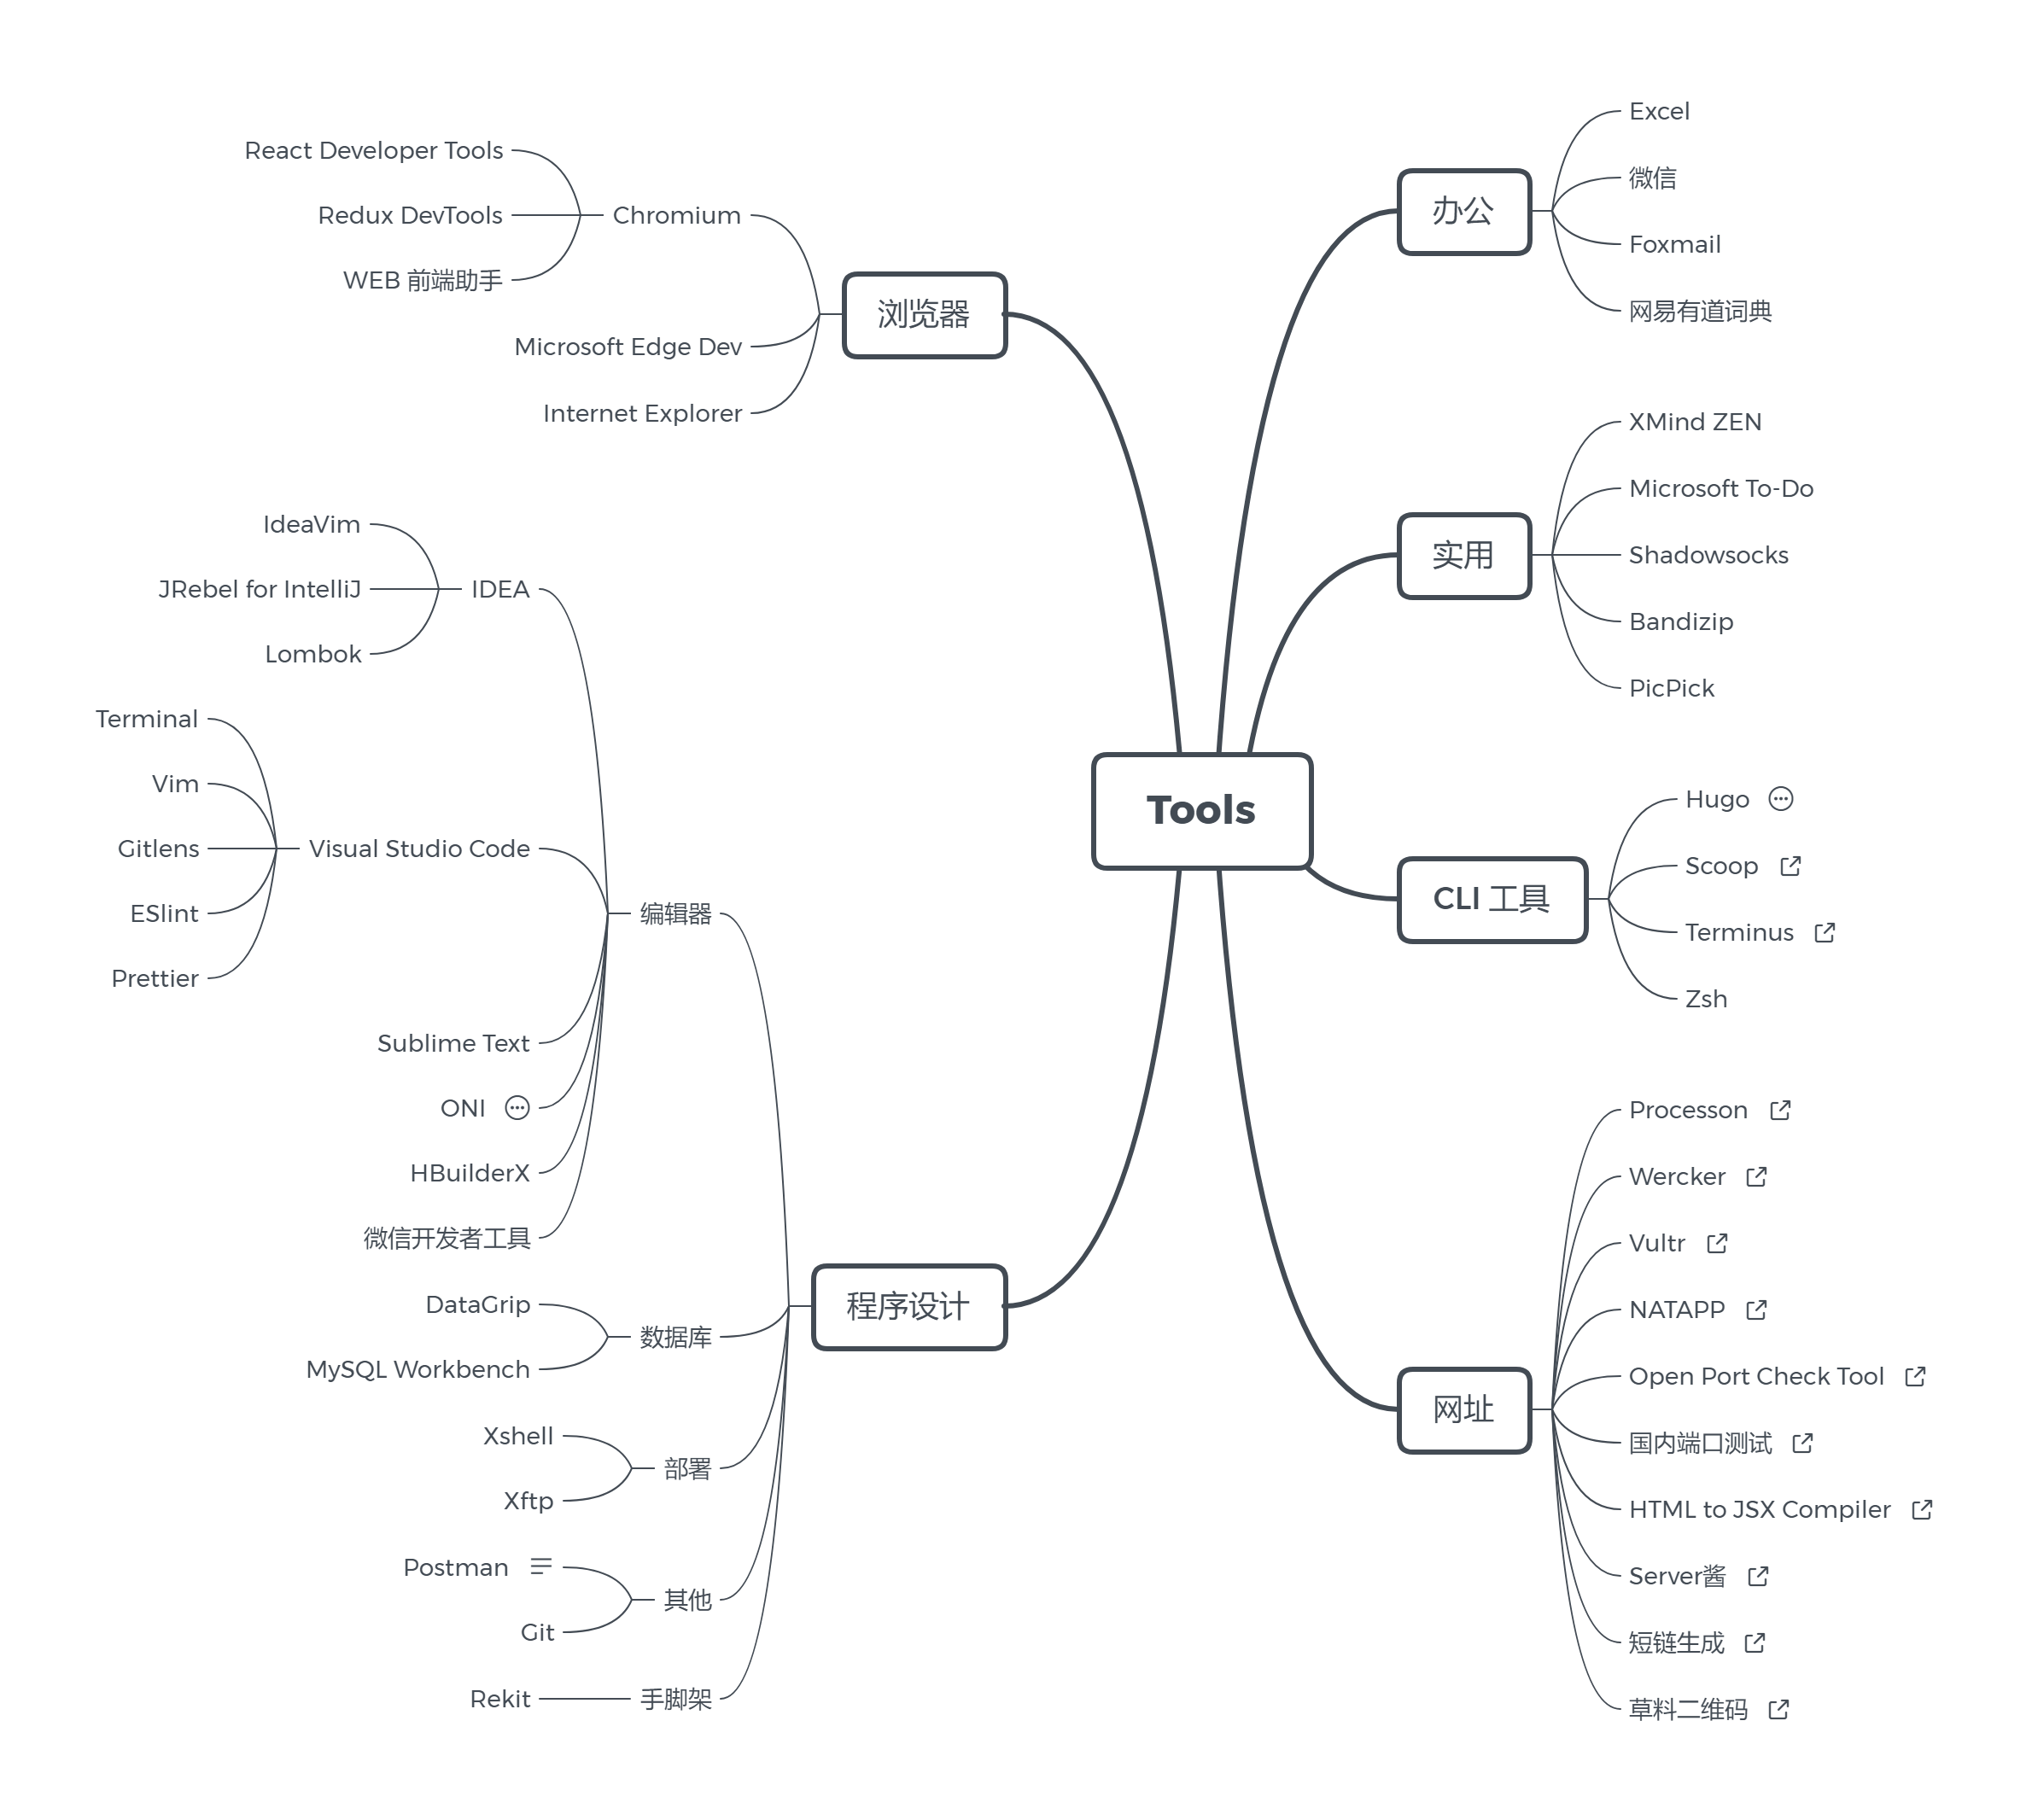 Tools
办公
Excel
微信
Foxmail
网易有道词典
实用
XMind ZEN
Microsoft To-Do
Shadowsocks
Bandizip
PicPick
CLI 工具
Hugo
Scoop
Terminus
Zsh
网址
Processon
Wercker
Vultr
NATAPP
Open Port Check Tool
国内端口测试
HTML to JSX Compiler
Server酱
短链生成
草料二维码
浏览器
Chromium
React Developer Tools
Redux DevTools
WEB 前端助手
Microsoft Edge Dev
Internet Explorer
程序设计
编辑器
IDEA
IdeaVim
JRebel for IntelliJ
Lombok
Visual Studio Code
Terminal
Vim
Gitlens
ESlint
Prettier
Sublime Text
ONI
HBuilderX
微信开发者工具
数据库
DataGrip
MySQL Workbench
部署
Xshell
Xftp
其他
Postman
Git
手脚架
Rekit